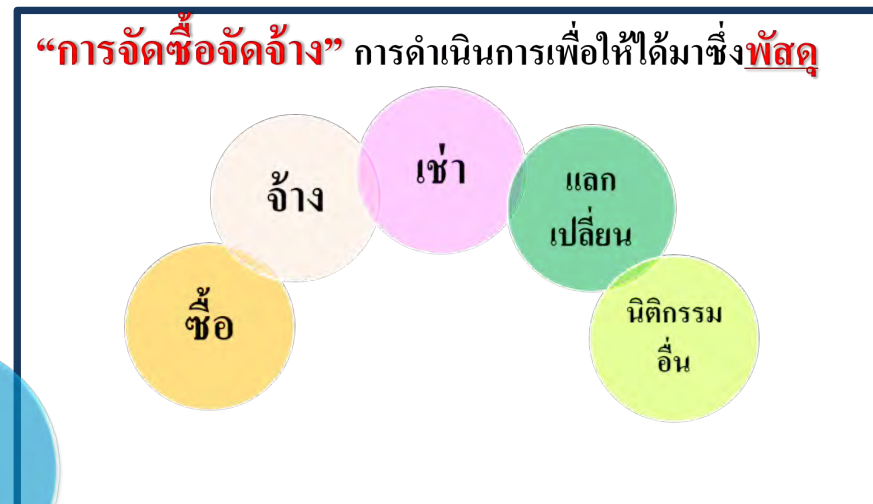 “การจัดซื้อจัดจ้าง” การดำเนินการเพื่อให้ได้มาซึ่งพัสดุ
ซื้อ
จ้าง
เช่า
แลก
เปลี่ยน
นิติกรรม
อื่น